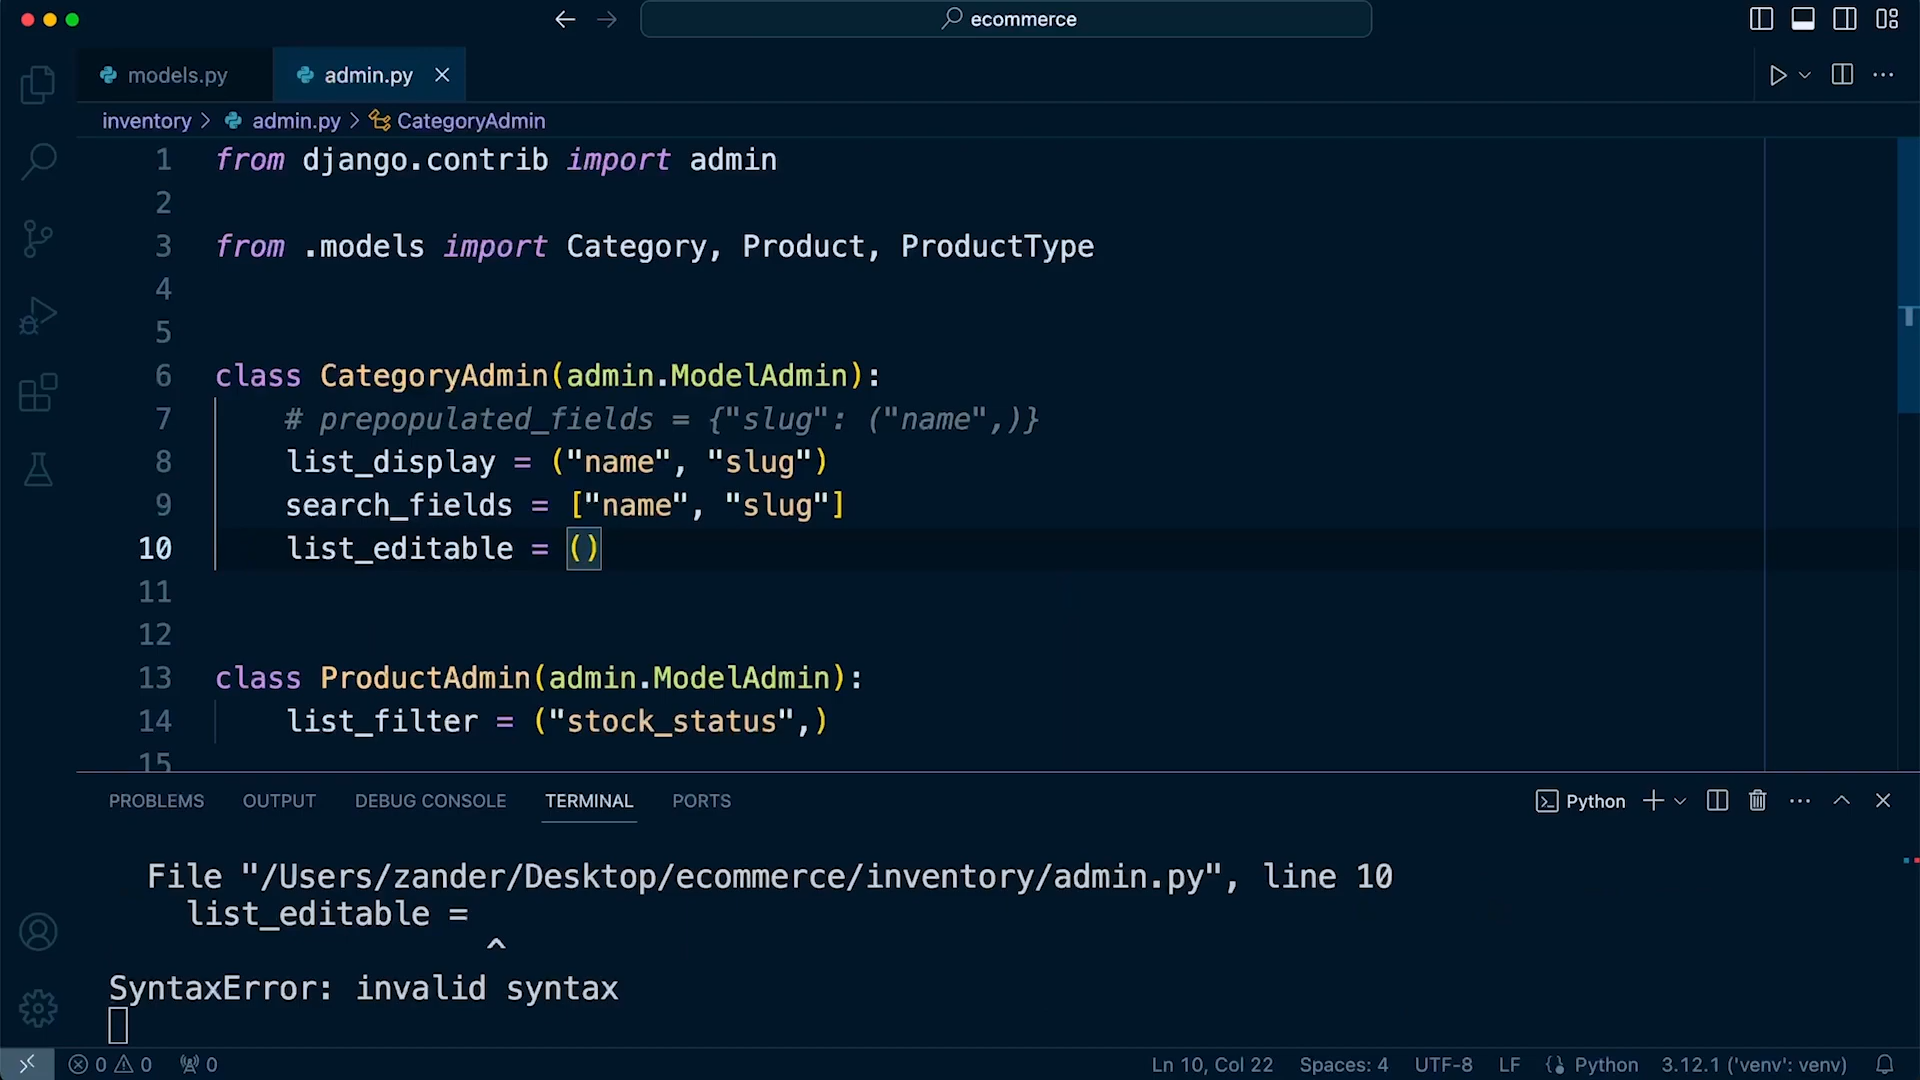 ecommerce
models.py
admin.py
inventory > admin.py > CategoryAdmin
1 from django.contrib import admin
2
3 from .models import Category, Product, ProductType
4
5
6 class CategoryAdmin(admin.ModelAdmin):
7 # prepopulated_fields = {"slug": ("name",)}
8 list_display = ("name", "slug")
9 search_fields = ["name", "slug"]
10 list_editable = ()
11
12
13 class ProductAdmin(admin.ModelAdmin):
14 list_filter = ("stock_status",)
15
PROBLEMS OUTPUT DEBUG CONSOLE TERMINAL PORTS
Python
File "/Users/zander/Desktop/ecommerce/inventory/admin.py", line 10
list_editable =
^
SyntaxError: invalid syntax
0 0 0
Ln 10, Col 22 Spaces: 4 UTF-8 LF Python 3.12.1 ('venv': venv)